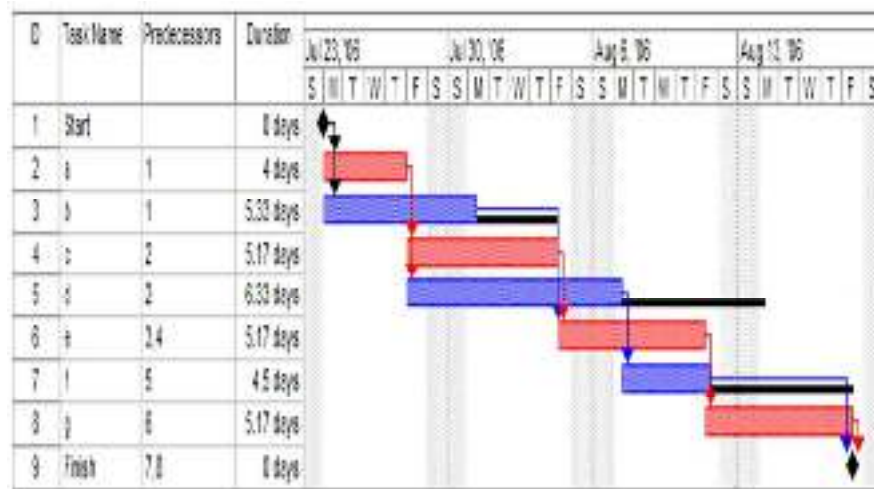 ID Task Name Predecessors Duration
Jul 23, '06 Jul 30, '06 Aug 6, '06 Aug 13, '06
S M T W T F S S M T W T F S S M T W T F S S M T W T F S
1 Start 0 days
2 a 1 4 days
3 b 1 5.33 days
4 c 2 5.17 days
5 d 2 6.33 days
6 e 3,4 5.17 days
7 f 5 4.5 days
8 g 6 5.17 days
9 Finish 7,8 0 days